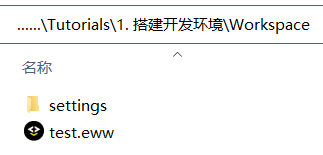 ......\Tutorials\1. 搭建开发环境\Workspace
名称
settings
test.eww